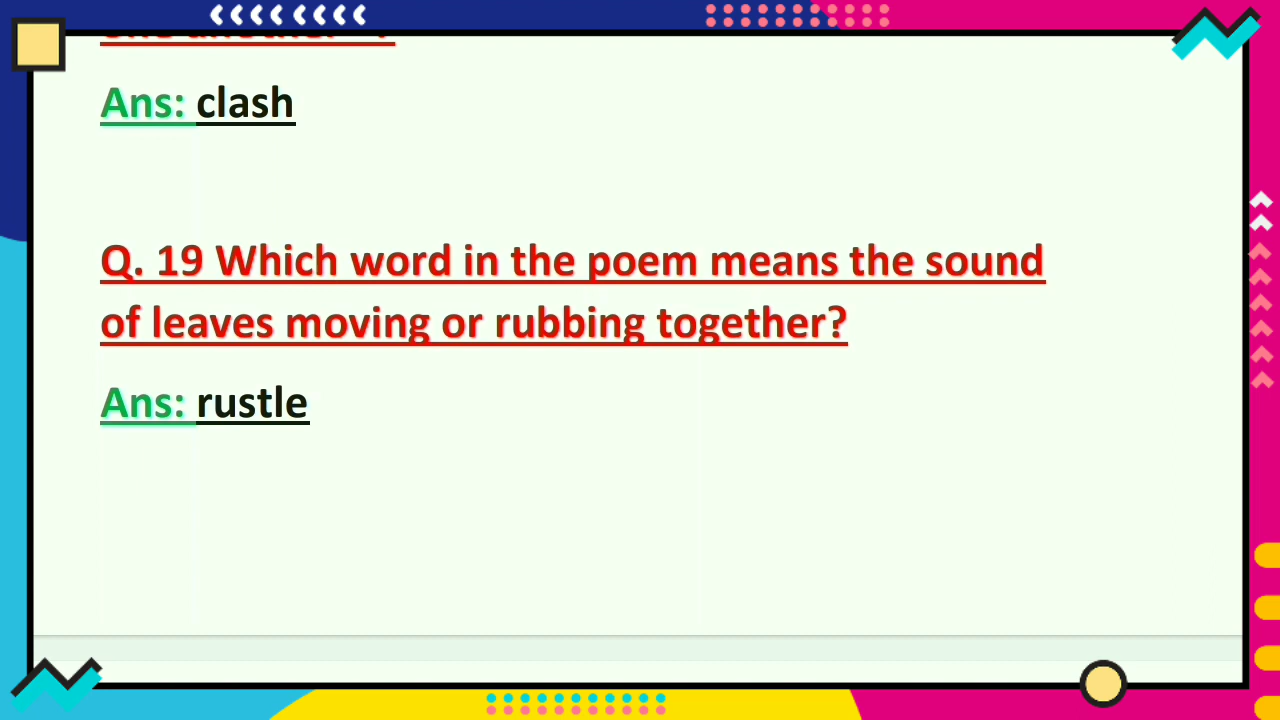 Ans: clash
Q. 19 Which word in the poem means the sound
of leaves moving or rubbing together?
Ans: rustle